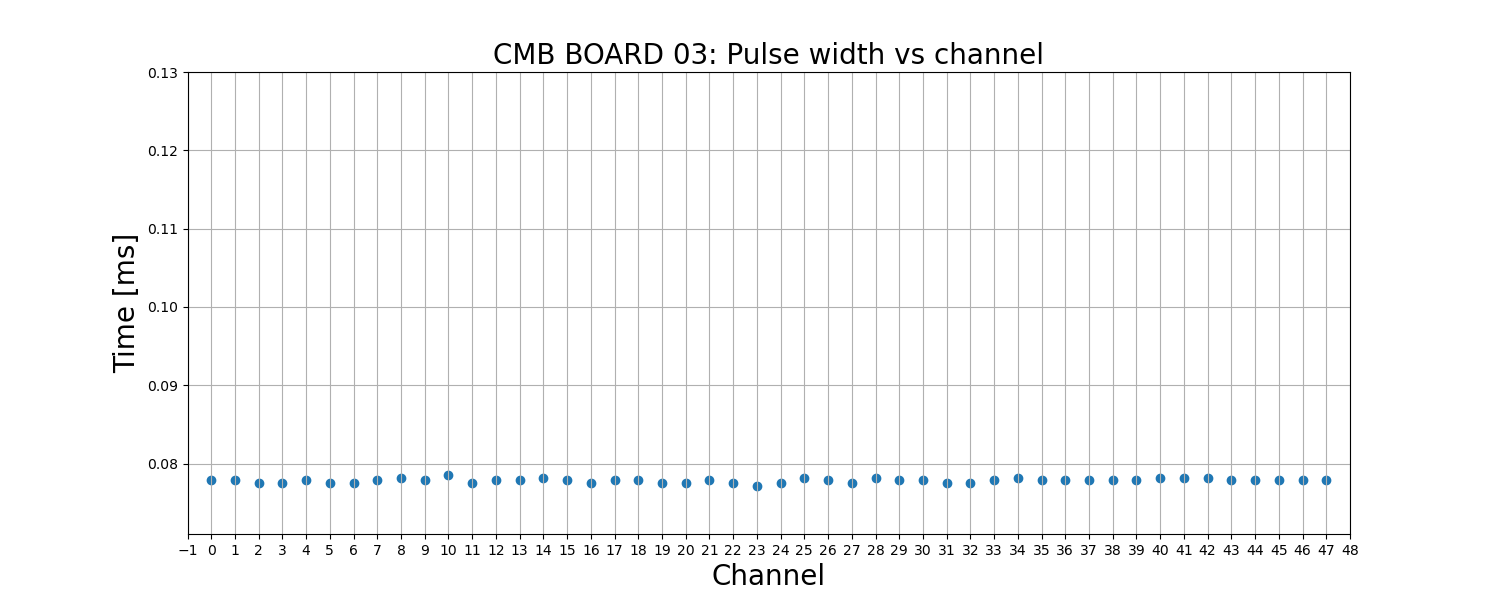 CMB BOARD 03: Pulse width vs channel
0.13
0.12
0.11
0.10
0.09
0.08
Time [ms]
−1 0 1 2 3 4 5 6 7 8 9 10 11 12 13 14 15 16 17 18 19 20 21 22 23 24 25 26 27 28 29 30 31 32 33 34 35 36 37 38 39 40 41 42 43 44 45 46 47 48
Channel